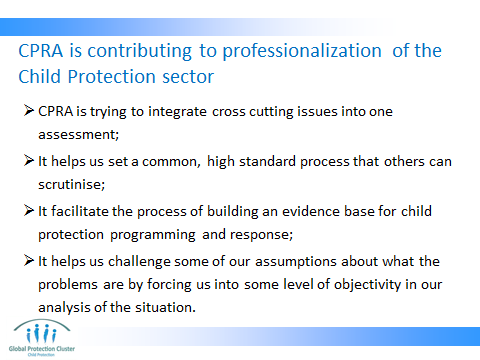 CPRA is contributing to professionalization of the
Child Protection sector
➢ CPRA is trying to integrate cross cutting issues into one
assessment;
➢ It helps us set a common, high standard process that others can
scrutinise;
➢ It facilitate the process of building an evidence base for child
protection programming and response;
➢ It helps us challenge some of our assumptions about what the
problems are by forcing us into some level of objectivity in our
analysis of the situation.
Global Protection Cluster
Child Protection